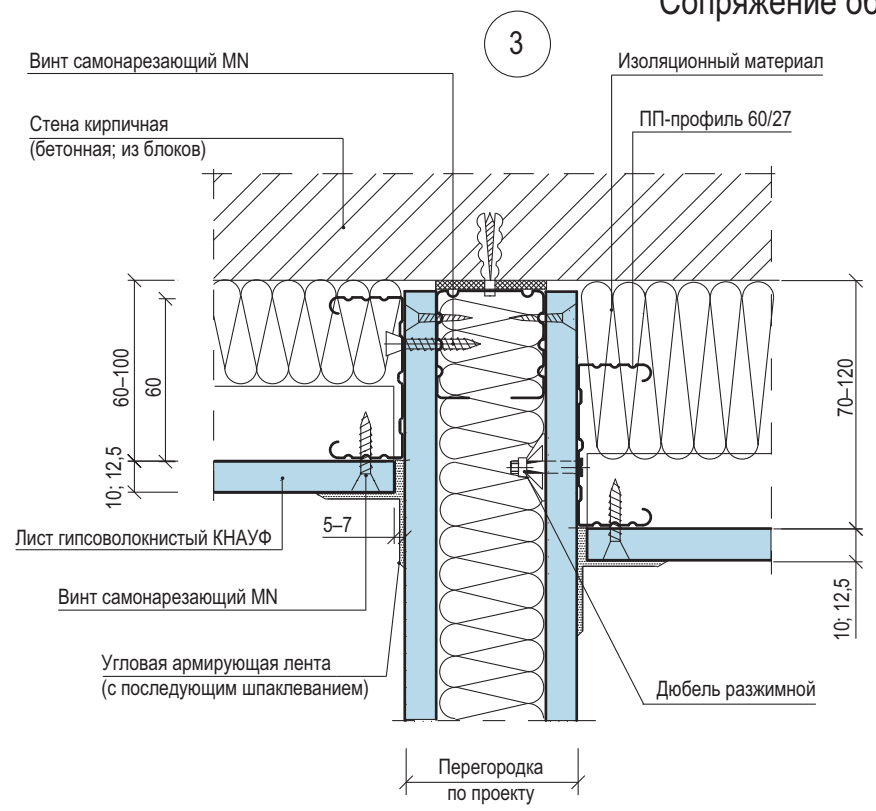 Сопряжение об
3
Винт самонарезающий MN
Изоляционный материал
Стена кирпичная
(бетонная; из блоков)
ПП-профиль 60/27
60–100
60
70–120
10; 12,5
5–7
Лист гипсоволокнистый КНАУФ
Винт самонарезающий MN
10; 12,5
Угловая армирующая лента
(с последующим шпаклеванием)
Дюбель разжимной
Перегородка
по проекту